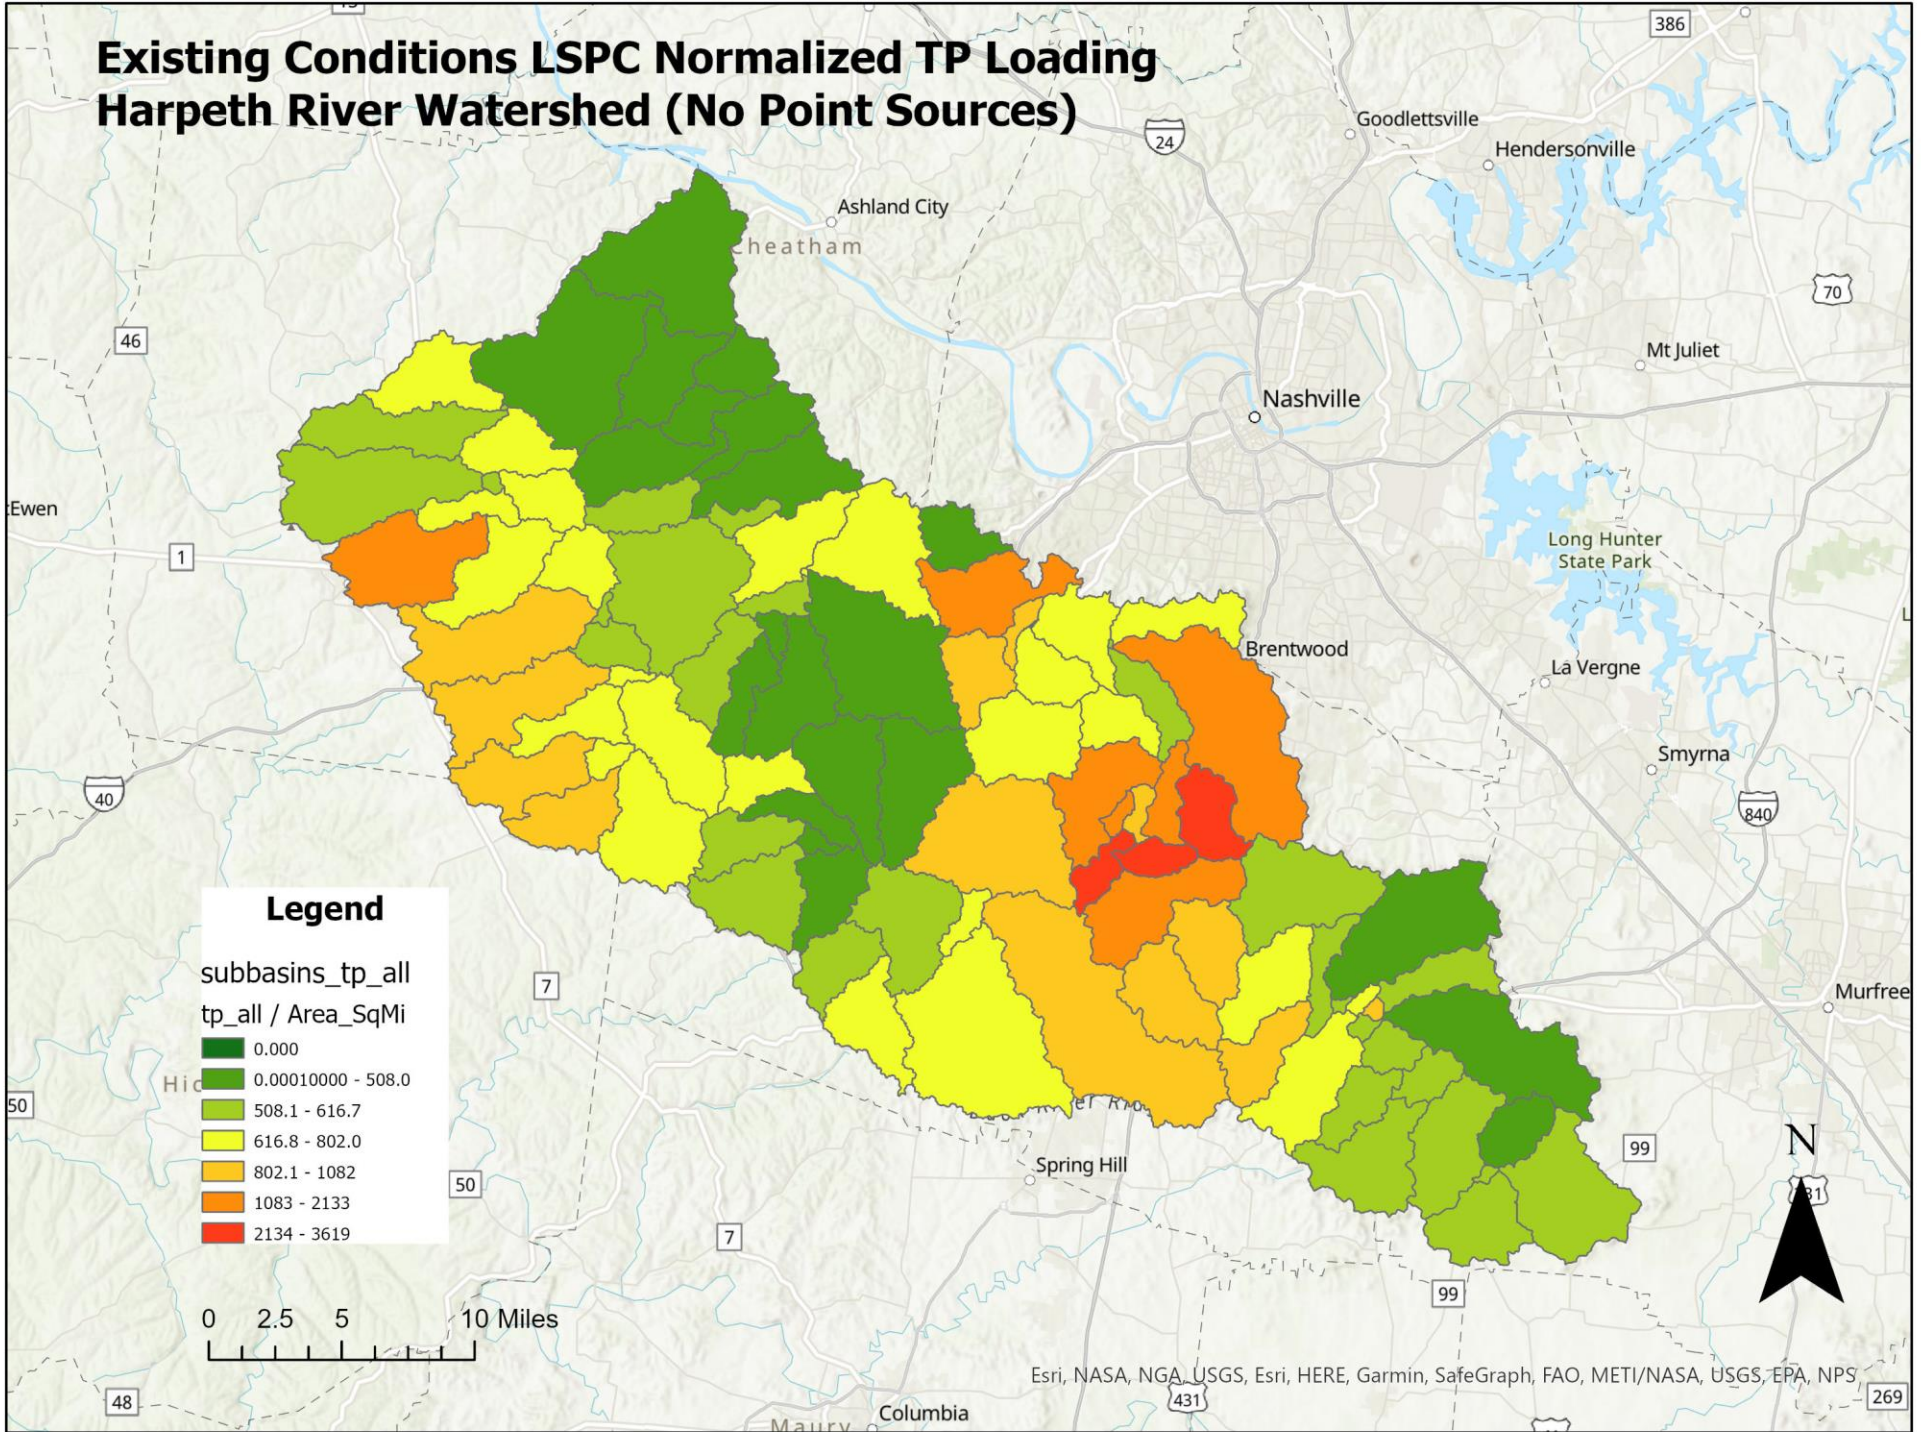 Existing Conditions LSPC Normalized TP Loading
Harpeth River Watershed (No Point Sources)
386
Goodlettsville
24
Hendersonville
Ashland City
Cheatham
70
46
Mt Juliet
Nashville
Ewen
1
Long Hunter
State Park
Brentwood
La Vergne
Smyrna
40
840
Legend
subbasins_tp_all
tp_all / Area_SqMi
0.000
0.00010000 - 508.0
508.1 - 616.7
616.8 - 802.0
802.1 - 1082
1083 - 2133
2134 - 3619
7
Murfree
Hic
50
50
Spring Hill
99
N
7
99
0 2.5 5 10 Miles
Esri, NASA, NGA, USGS, Esri, HERE, Garmin, SafeGraph, FAO, METI/NASA, USGS, EPA, NPS
48
431
269
Columbia
Maury